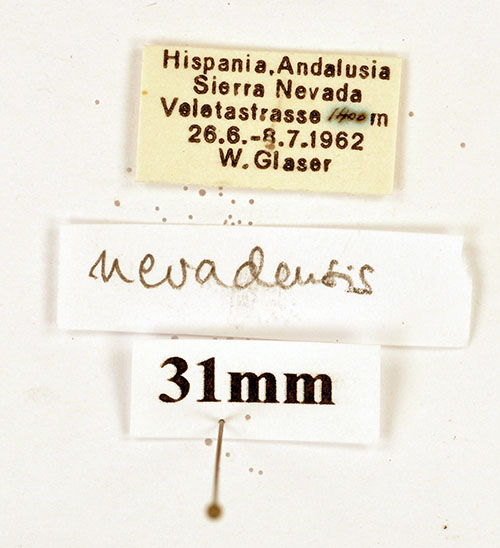 Hispania, Andalusia
Sierra Nevada
Veletastrasse 1400 m
26.6.-8.7.1962
W. Glaser
nevadensis
31mm